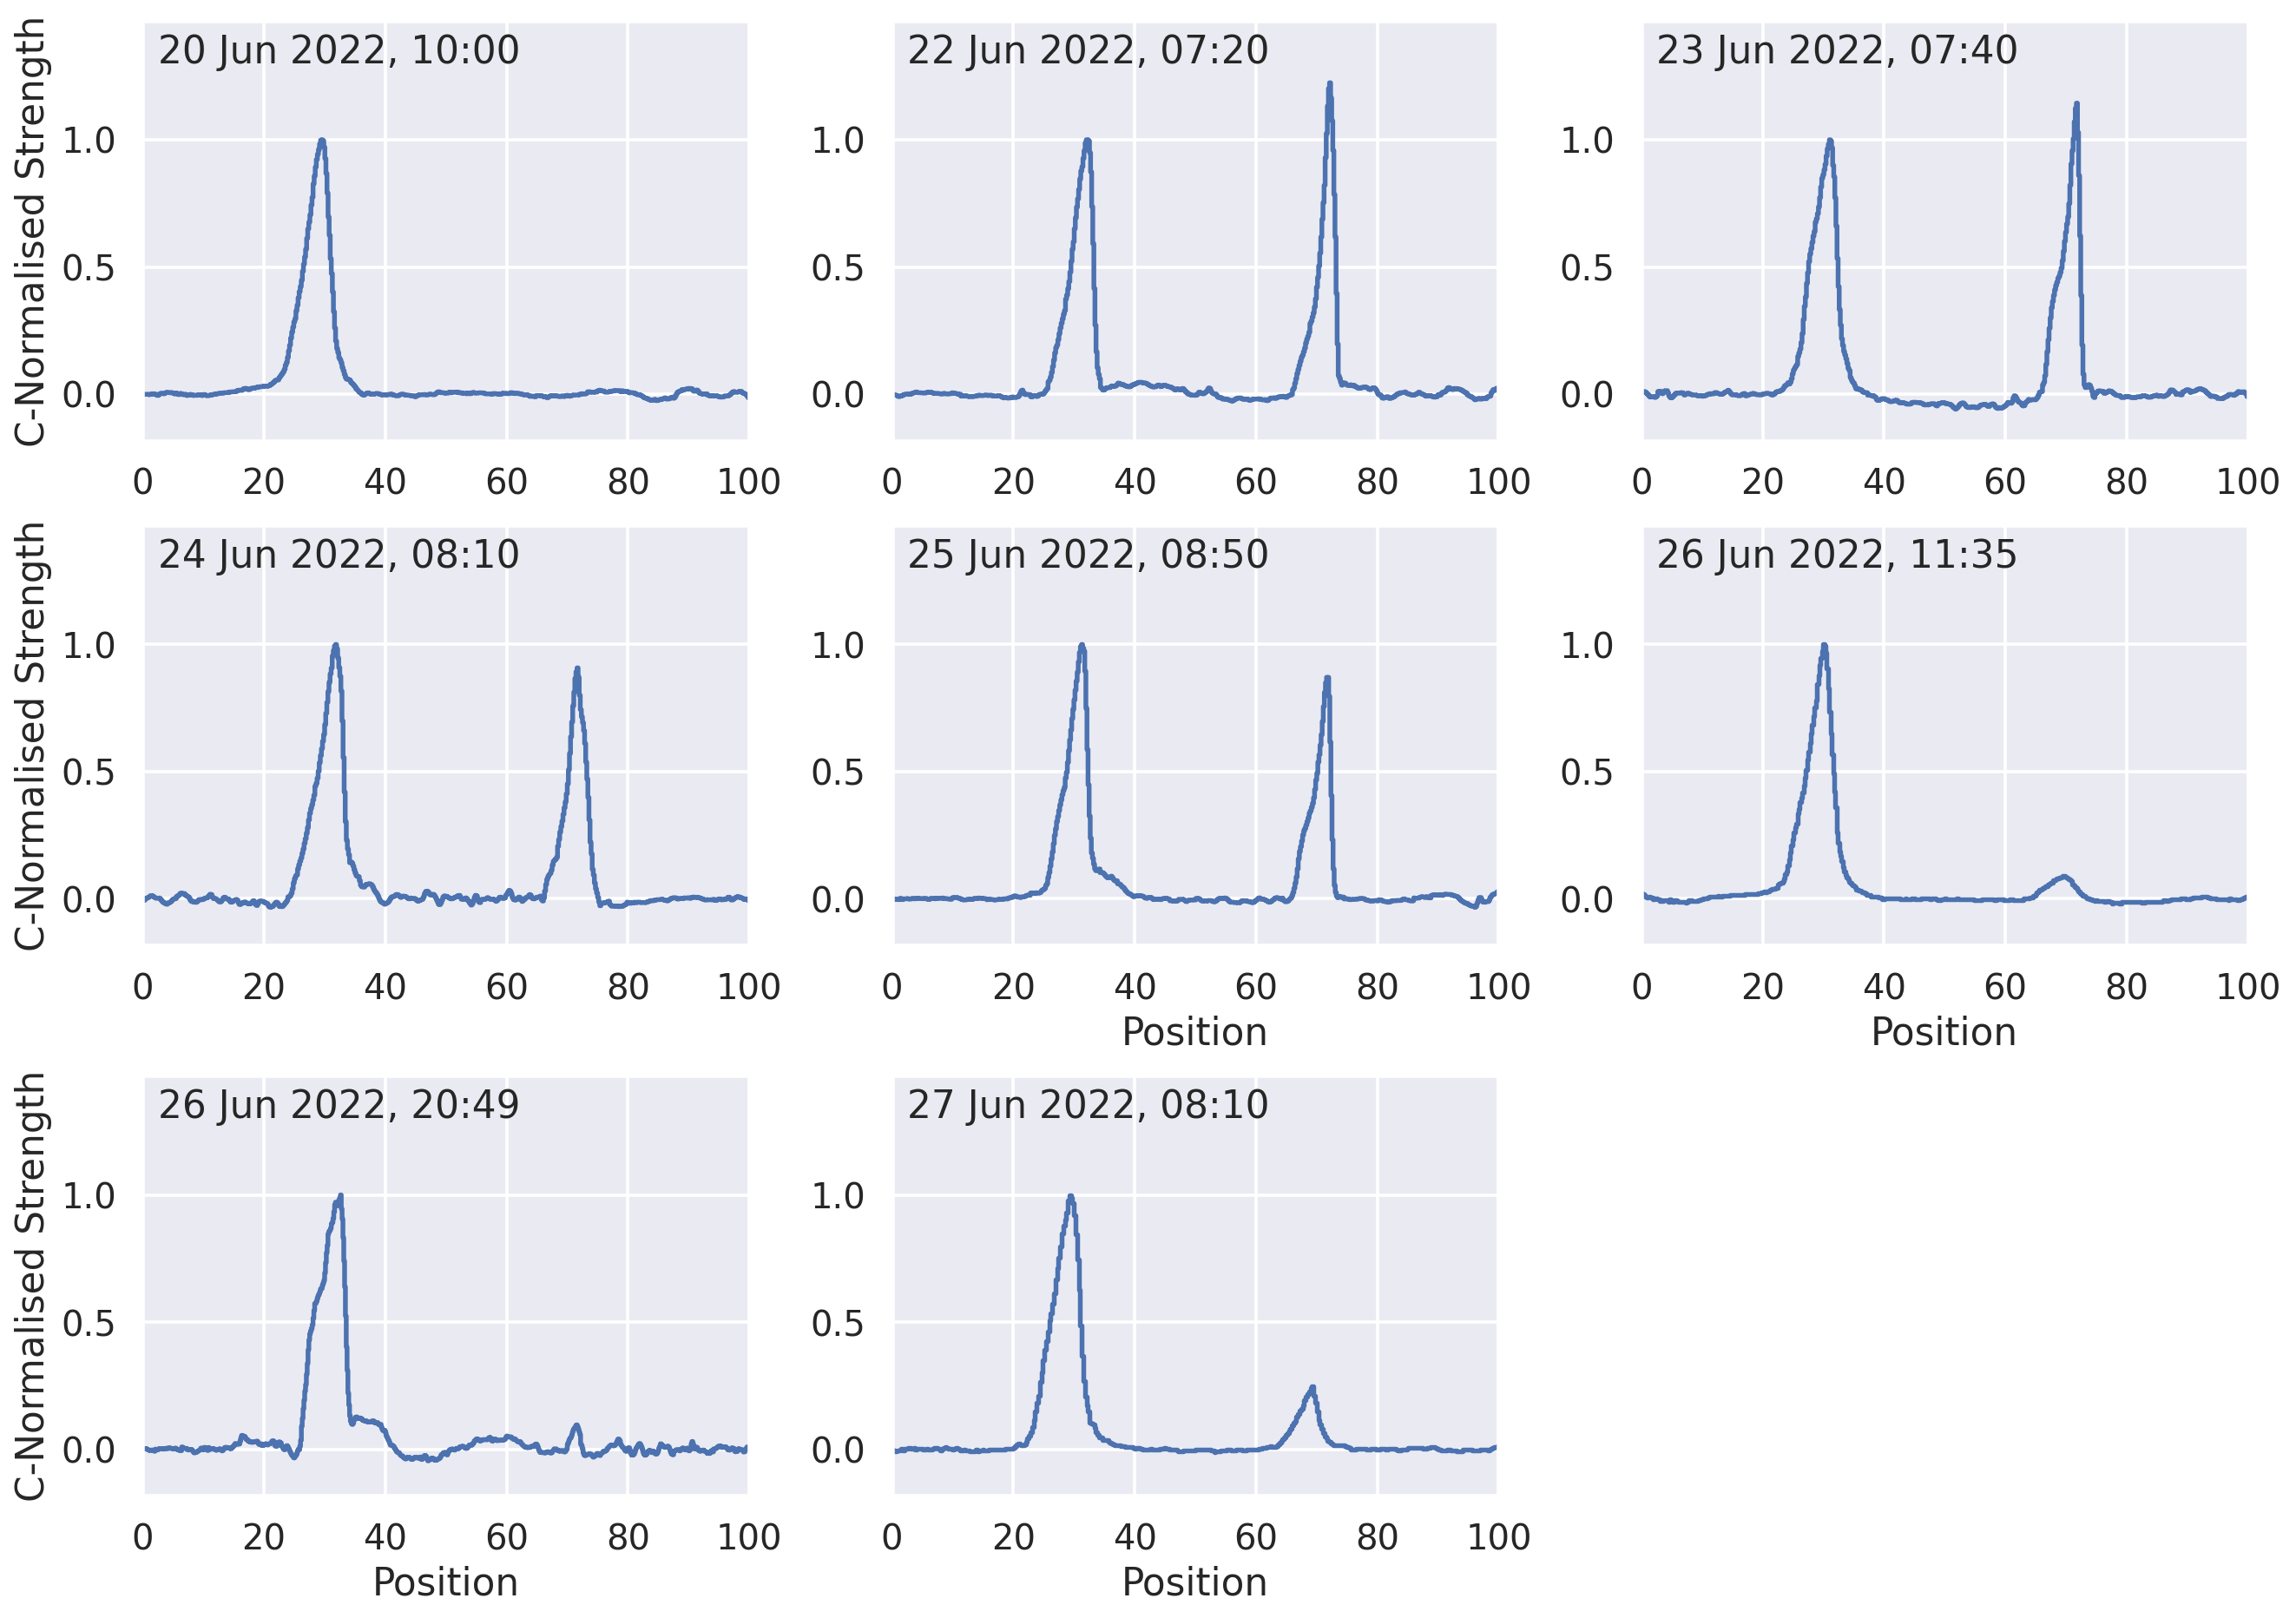 C-Normalised Strength
20 Jun 2022, 10:00
1.0
0.5
0.0
0 20 40 60 80 100
22 Jun 2022, 07:20
1.0
0.5
0.0
0 20 40 60 80 100
23 Jun 2022, 07:40
1.0
0.5
0.0
0 20 40 60 80 100
C-Normalised Strength
24 Jun 2022, 08:10
1.0
0.5
0.0
0 20 40 60 80 100
25 Jun 2022, 08:50
1.0
0.5
0.0
0 20 40 60 80 100
Position
26 Jun 2022, 11:35
1.0
0.5
0.0
0 20 40 60 80 100
Position
C-Normalised Strength
26 Jun 2022, 20:49
1.0
0.5
0.0
0 20 40 60 80 100
Position
27 Jun 2022, 08:10
1.0
0.5
0.0
0 20 40 60 80 100
Position